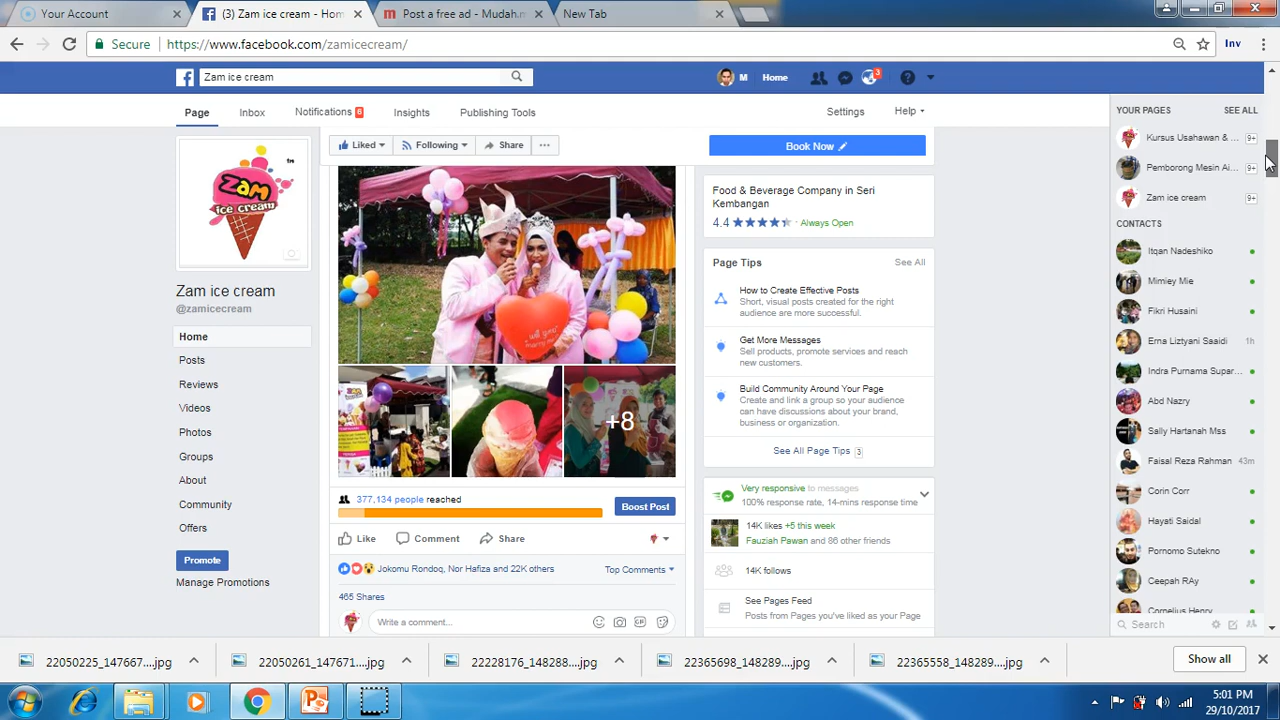 Your Account
(3) Zam ice cream - Hom
Post a free ad - Mudah.m
New Tab
Secure
https://www.facebook.com/zamicecream/
Inv
Zam ice cream
M
Home
3
Page
Inbox
Notifications 6
Insights
Publishing Tools
Settings
Help
Liked
Following
Share
Book Now
Zam
ice cream
Zam ice cream
@zamicecream
Home
Posts
Reviews
Videos
Photos
Groups
About
Community
Offers
Promote
Manage Promotions
+8
377,134 people reached
Boost Post
Like
Comment
Share
Jokomu Rondoq, Nor Hafiza and 22K others
Top Comments
465 Shares
Write a comment...
Food & Beverage Company in Seri
Kembangan
4.4
Always Open
Page Tips
See All
How to Create Effective Posts
Short, visual posts created for the right
audience are more successful.
Get More Messages
Sell products, promote services and reach
new customers.
Build Community Around Your Page
Create and link a group so your audience
can have discussions about your brand,
business or organization.
See All Page Tips 3
Very responsive to messages
100% response rate, 14-mins response time
14K likes +5 this week
Fauziah Pawan and 86 other friends
14K follows
See Pages Feed
Posts from Pages you've liked as your Page
YOUR PAGES
SEE ALL
Kursus Usahawan & ...
9+
Pemborong Mesin Ai...
9+
Zam ice cream
9+
CONTACTS
Itqan Nadeshiko
Mimiey Mie
Fikri Husaini
Erna Liztyani Saaidi
1h
Indra Purnama Supar...
Abd Nazry
Sally Hartanah Mss
Faisal Reza Rahman
43m
Corin Corr
Hayati Saidal
Pornomo Sutekno
Ceepah RAy
Cornelius Henry
Search
22050225_147667....jpg
22050261_147671....jpg
22228176_148288....jpg
22365698_148289....jpg
22365558_148289....jpg
Show all
5:01 PM
29/10/2017